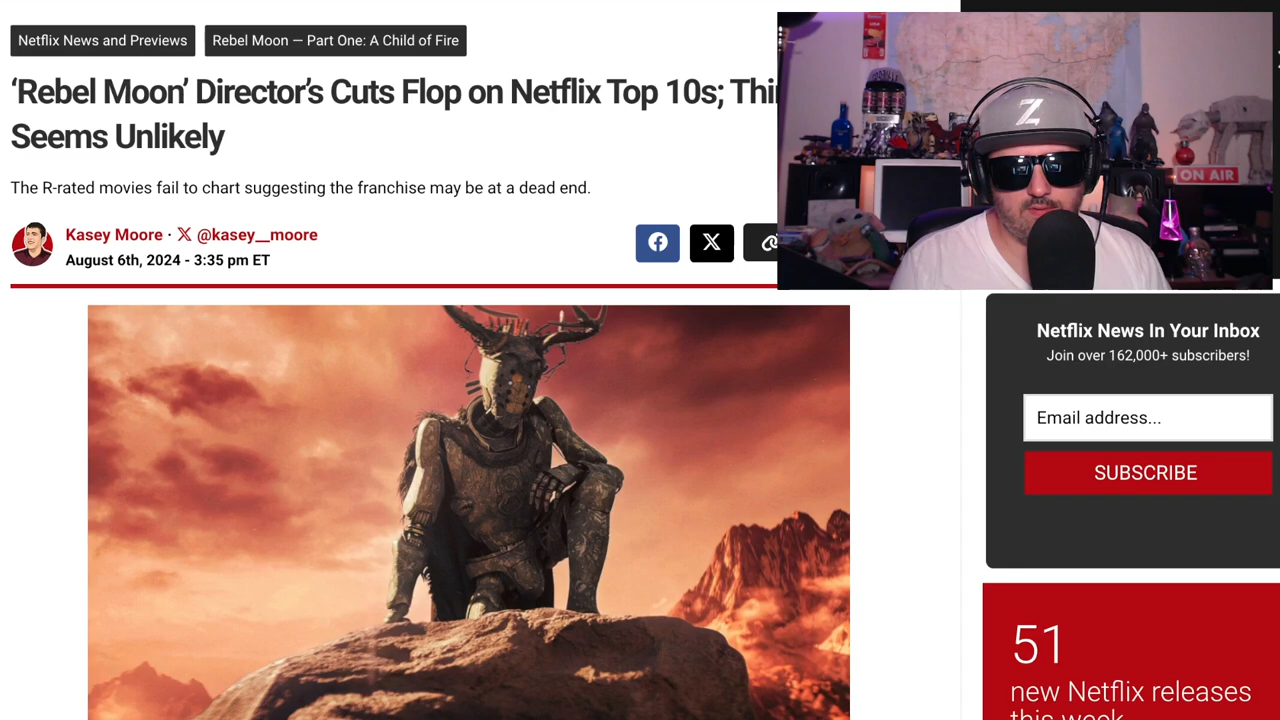 Netflix News and Previews
Rebel Moon — Part One: A Child of Fire
‘Rebel Moon’ Director’s Cuts Flop on Netflix Top 10s;
Seems Unlikely
The R-rated movies fail to chart suggesting the franchise may be at a dead end.
Kasey Moore · X @kasey__moore
August 6th, 2024 - 3:35 pm ET
Z
USA
ON AIR
Netflix News In Your Inbox
Join over 162,000+ subscribers!
Email address...
SUBSCRIBE
51
new Netflix releases
this week